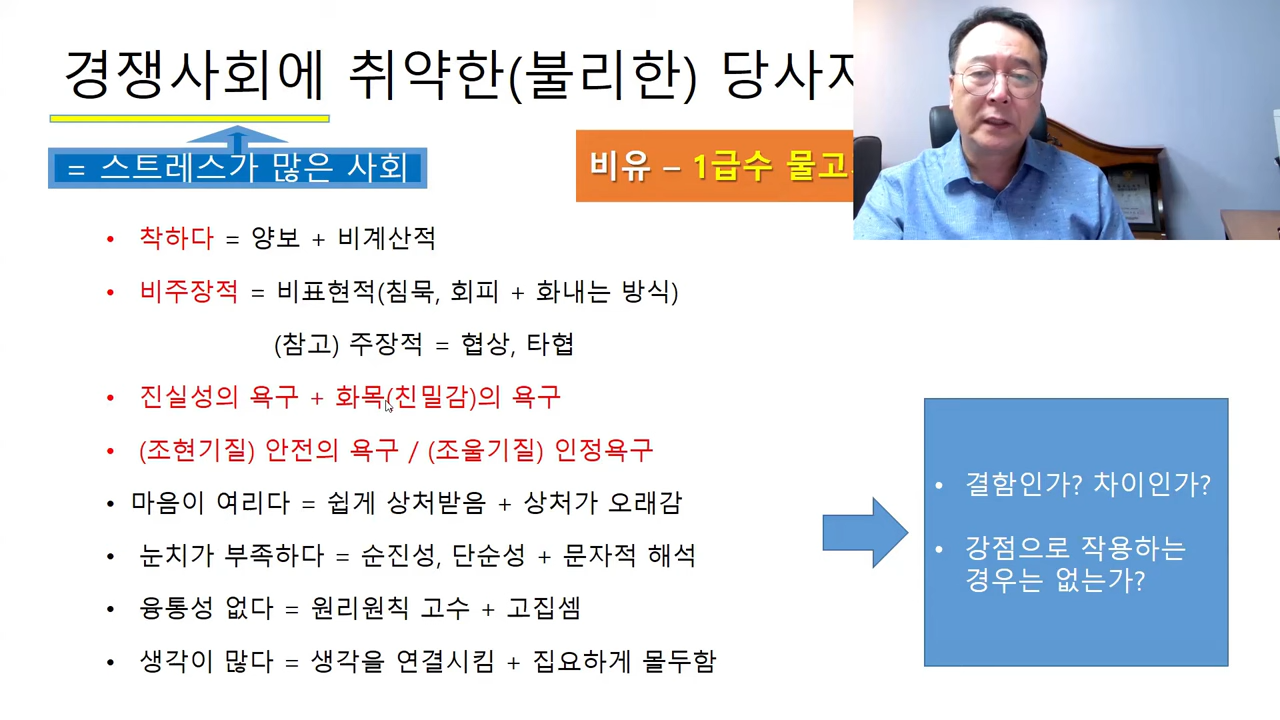 경쟁사회에 취약한(불리한)
= 스트레스가 많은 사회
비유 – 1급수
• 착하다 = 양보 + 비계산적
• 비주장적 = 비표현적(침묵, 회피 + 화내는 방식)
(참고) 주장적 = 협상, 타협
• 진실성의 욕구 + 화목(친밀감)의 욕구
• (조현기질) 안전의 욕구 / (조울기질) 인정욕구
• 마음이 여리다 = 쉽게 상처받음 + 상처가 오래감
• 눈치가 부족하다 = 순진성, 단순성 + 문자적 해석
• 융통성 없다 = 원리원칙 고수 + 고집셈
• 생각이 많다 = 생각을 연결시킴 + 집요하게 몰두함
• 결함인가? 차이인가?
• 강점으로 작용하는
경우는 없는가?